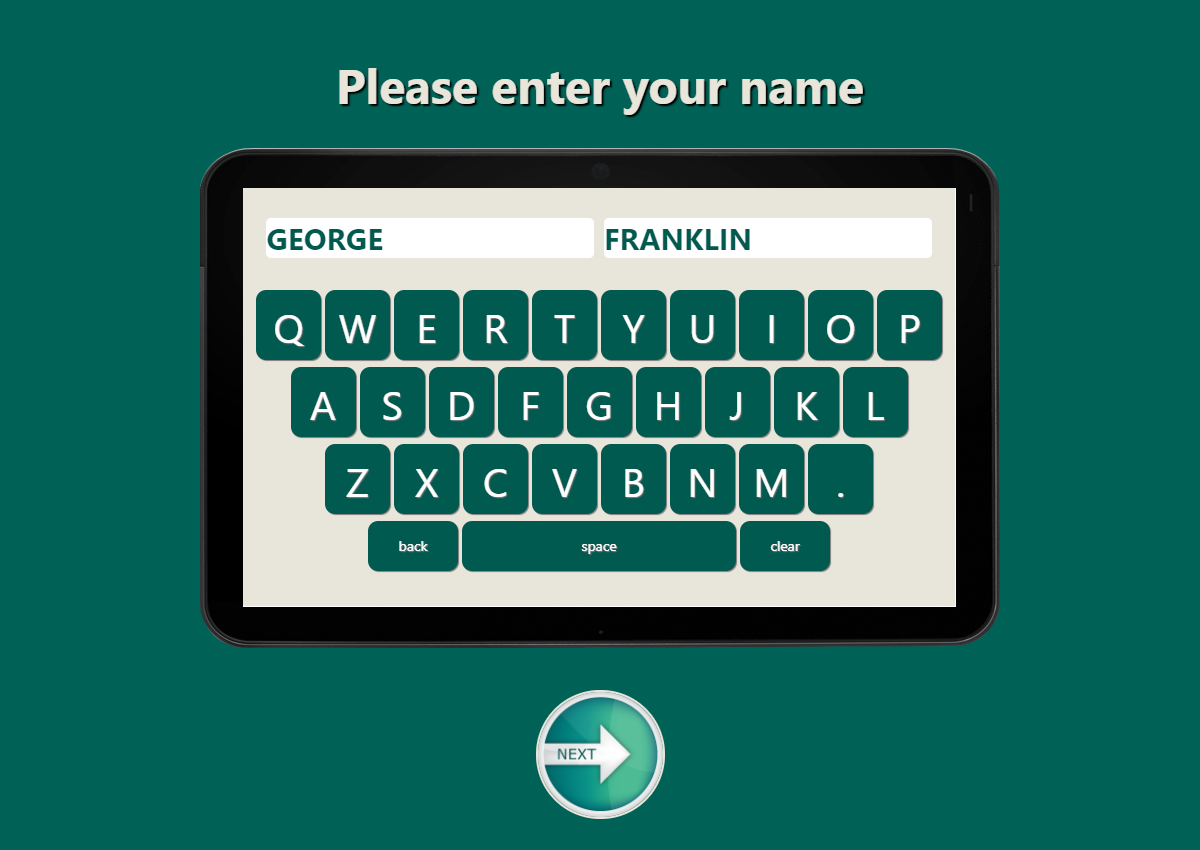 Please enter your name
GEORGE FRANKLIN
Q W E R T Y U I O P
A S D F G H J K L
Z X C V B N M .
back space clear
NEXT